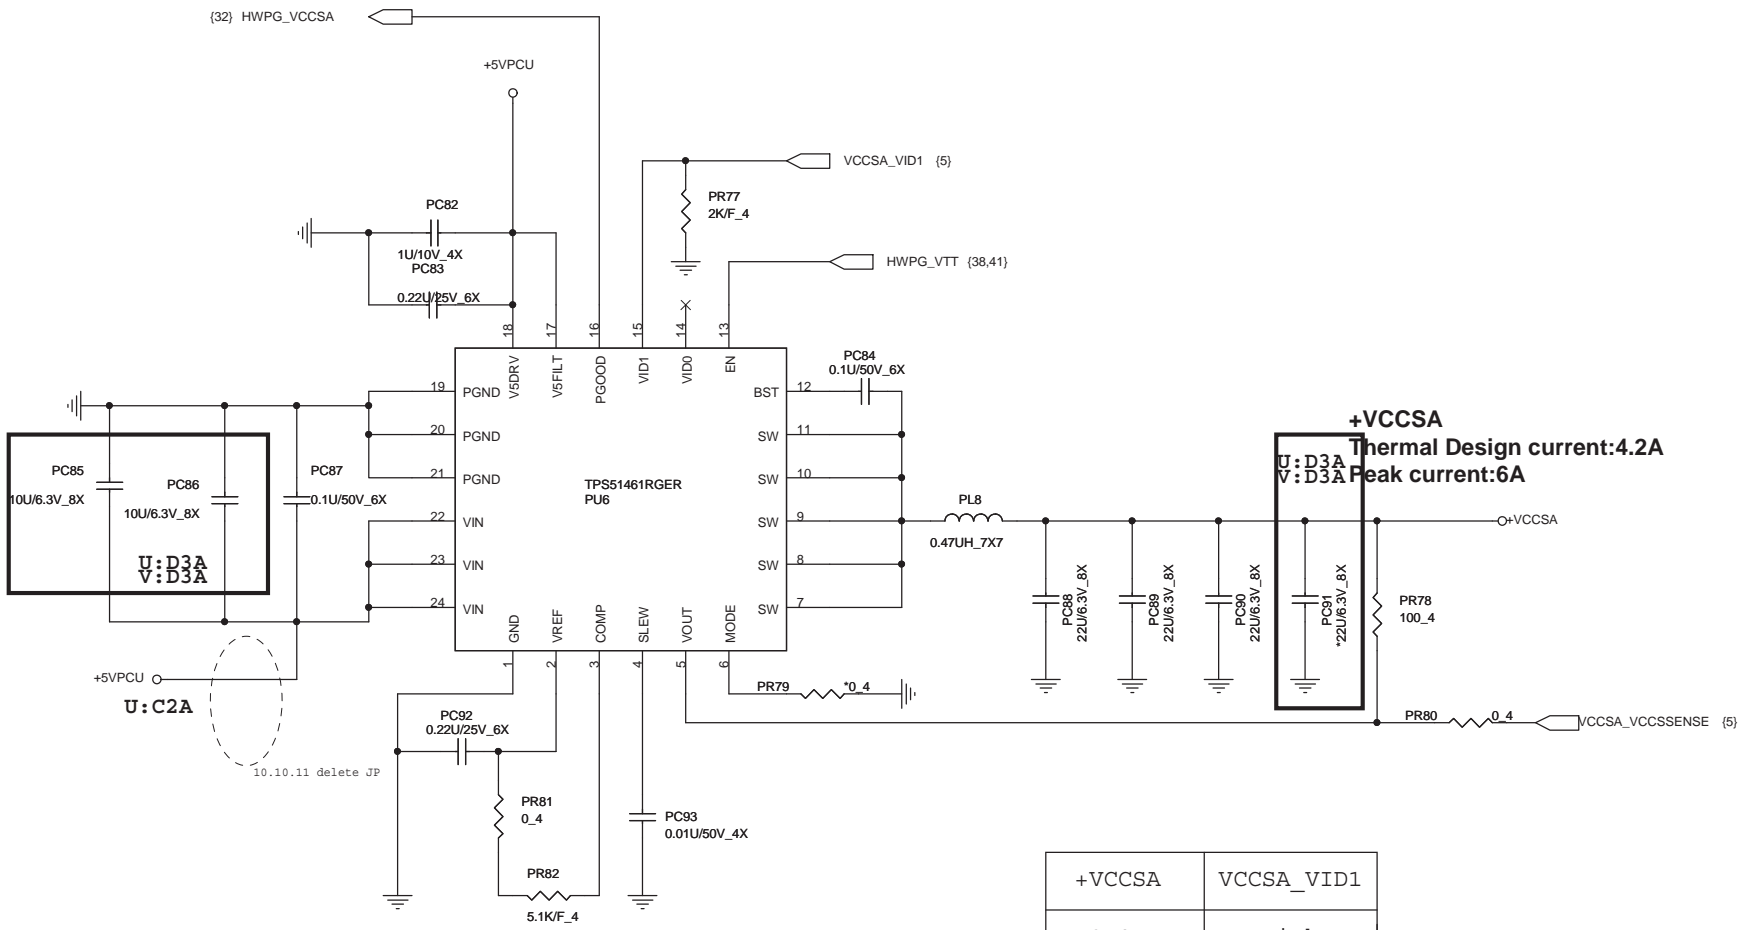 {32} HWPG_VCCSA
+5VPCU
VCCSA_VID1 {5}
PR77
2K/F_4
PC82
1U/10V_4X
PC83
0.22U/25V_6X
HWPG_VTT {38,41}
18
17
16
15
14
13
V5DRV
V5FILT
PGOOD
VID1
VID0
EN
PC84
0.1U/50V_6X
19 PGND
BST 12
20 PGND
SW 11
21 PGND
SW 10
22 VIN
SW 9
23 VIN
SW 8
24 VIN
SW 7
TPS51461RGER
PU6
PC85
10U/6.3V_8X
PC86
10U/6.3V_8X
PC87
0.1U/50V_6X
U:D3A
V:D3A
+VCCSA
Thermal Design current:4.2A
Peak current:6A
U:D3A
V:D3A
PL8
0.47UH_7X7
+VCCSA
PC88
22U/6.3V_8X
PC89
22U/6.3V_8X
PC90
22U/6.3V_8X
PC91
*22U/6.3V_8X
PR78
100_4
GND
VREF
COMP
SLEW
VOUT
MODE
1
2
3
4
5
6
+5VPCU
U:C2A
10.10.11 delete JP
PR79 *0_4
PR80 0_4
VCCSA_VCCSSENSE {5}
PC92
0.22U/25V_6X
PR81
0_4
PR82
5.1K/F_4
PC93
0.01U/50V_4X
+VCCSA VCCSA_VID1